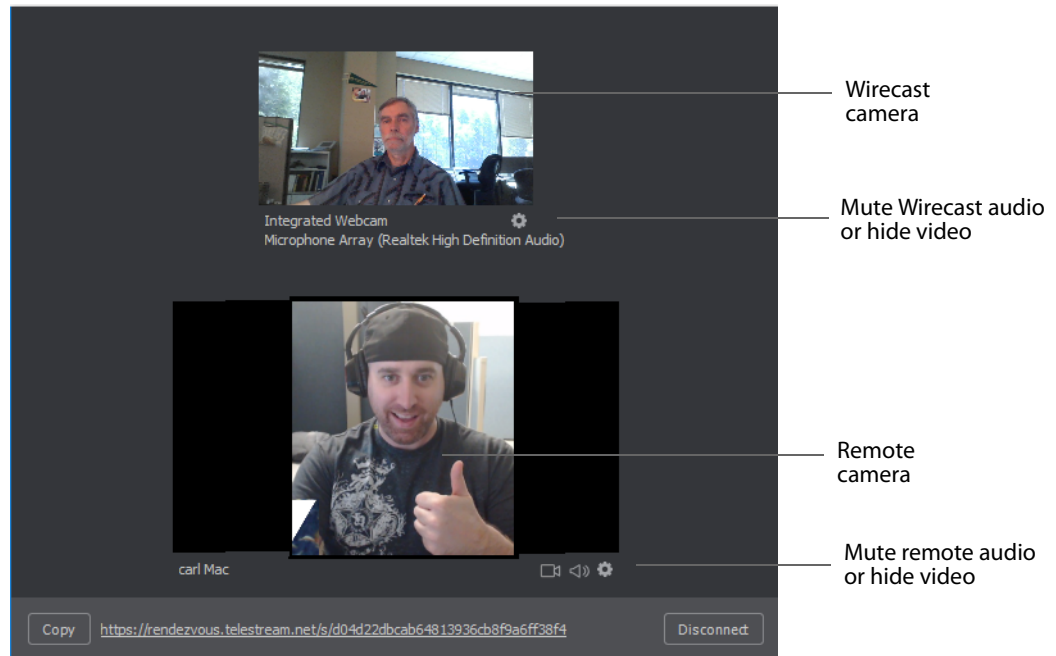 Wirecast
camera
Integrated Webcam
Microphone Array (Realtek High Definition Audio)
Mute Wirecast audio
or hide video
Remote
camera
carl Mac
Mute remote audio
or hide video
Copy
https://rendezvous.telestream.net/s/d04d22dbcab64813936cb8f9a6ff38f4
Disconnect